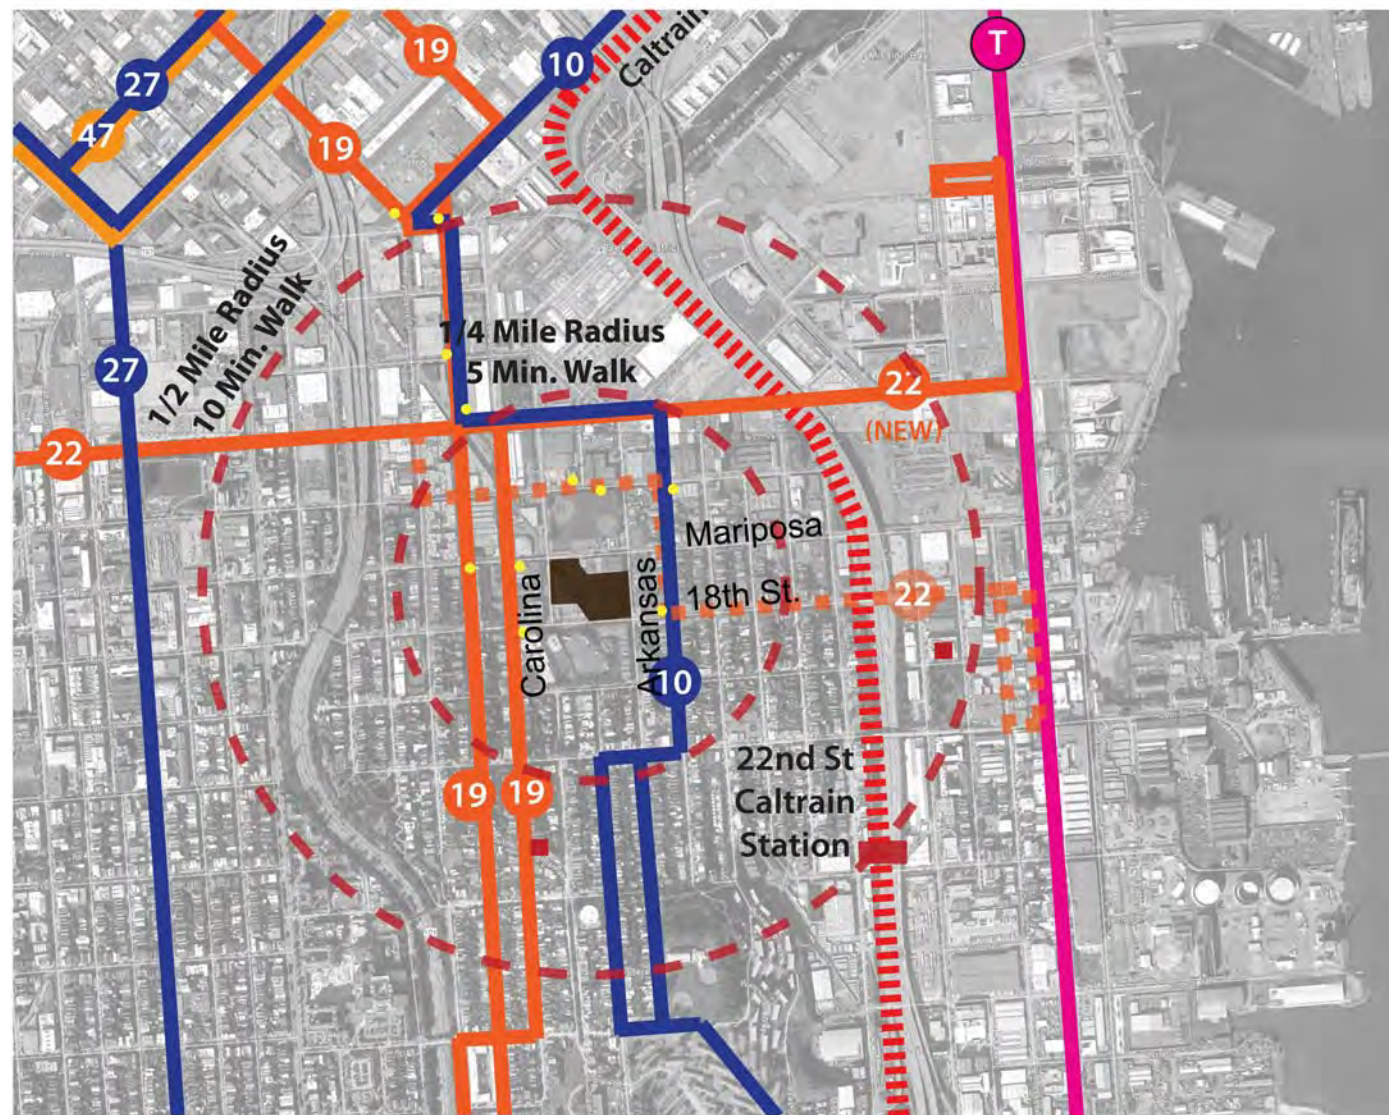 T
19
10
Caltrain
27
47
19
1/2 Mile Radius
10 Min. Walk
1/4 Mile Radius
5 Min. Walk
27
22
(NEW)
22
Mariposa
18th St.
22
Carolina
Arkansas
10
22nd St
Caltrain
Station
19
19